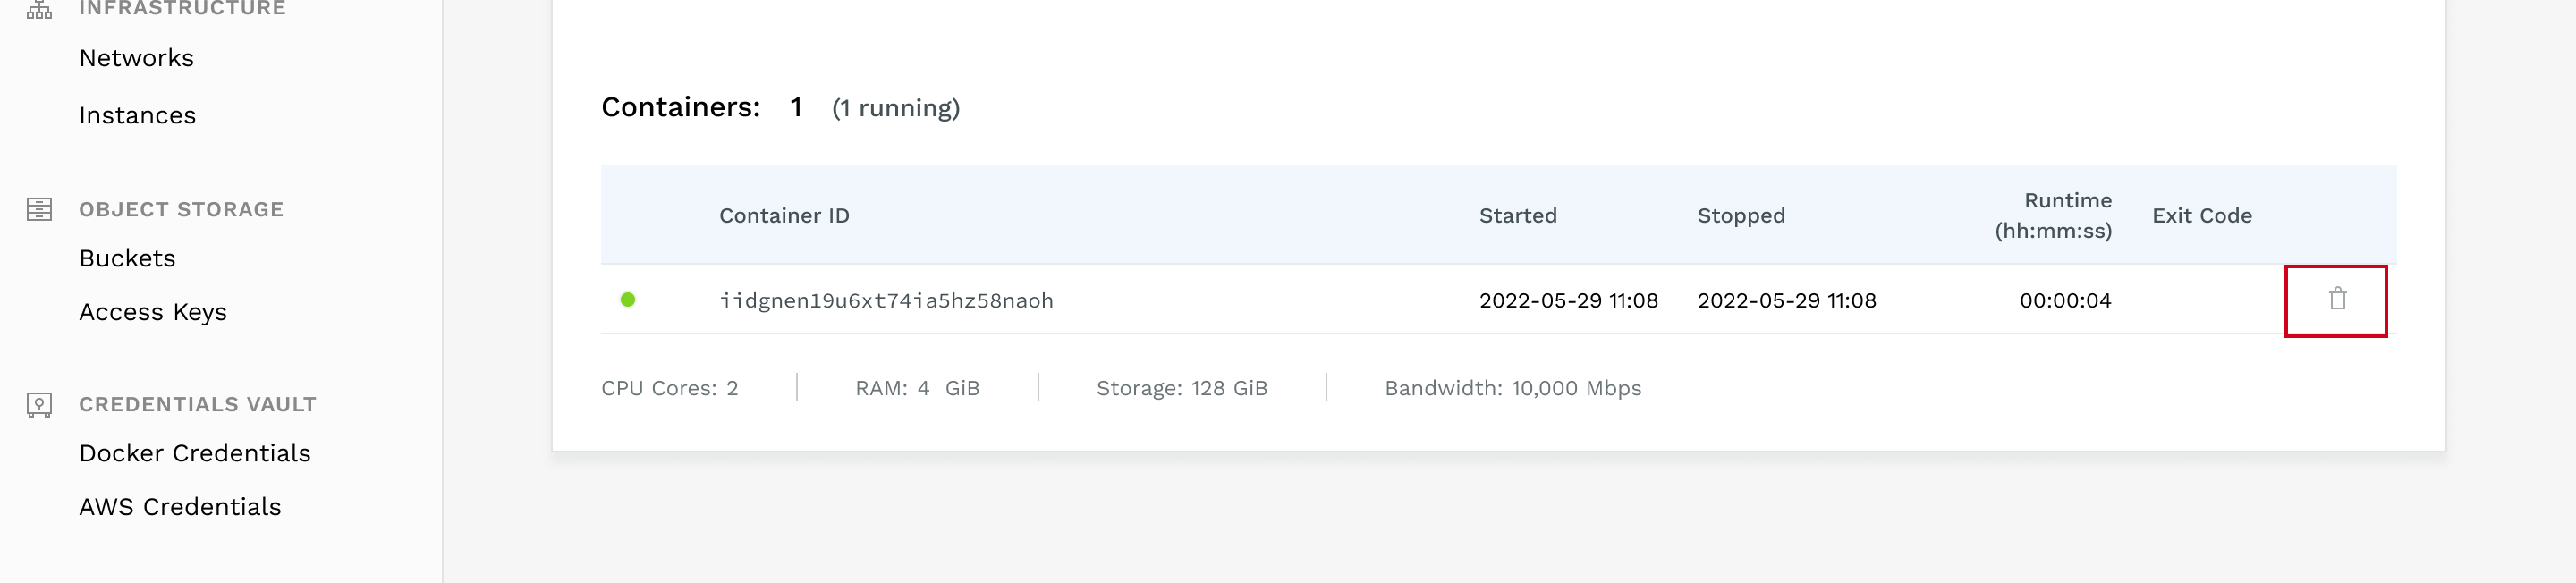 INFRASTRUCTURE
Networks
Instances
OBJECT STORAGE
Buckets
Access Keys
CREDENTIALS VAULT
Docker Credentials
AWS Credentials
Containers: 1 (1 running)
Container ID Started Stopped Runtime (hh:mm:ss) Exit Code
iidgnen19u6xt74ia5hz58naoh 2022-05-29 11:08 2022-05-29 11:08 00:00:04
CPU Cores: 2 RAM: 4 GiB Storage: 128 GiB Bandwidth: 10,000 Mbps